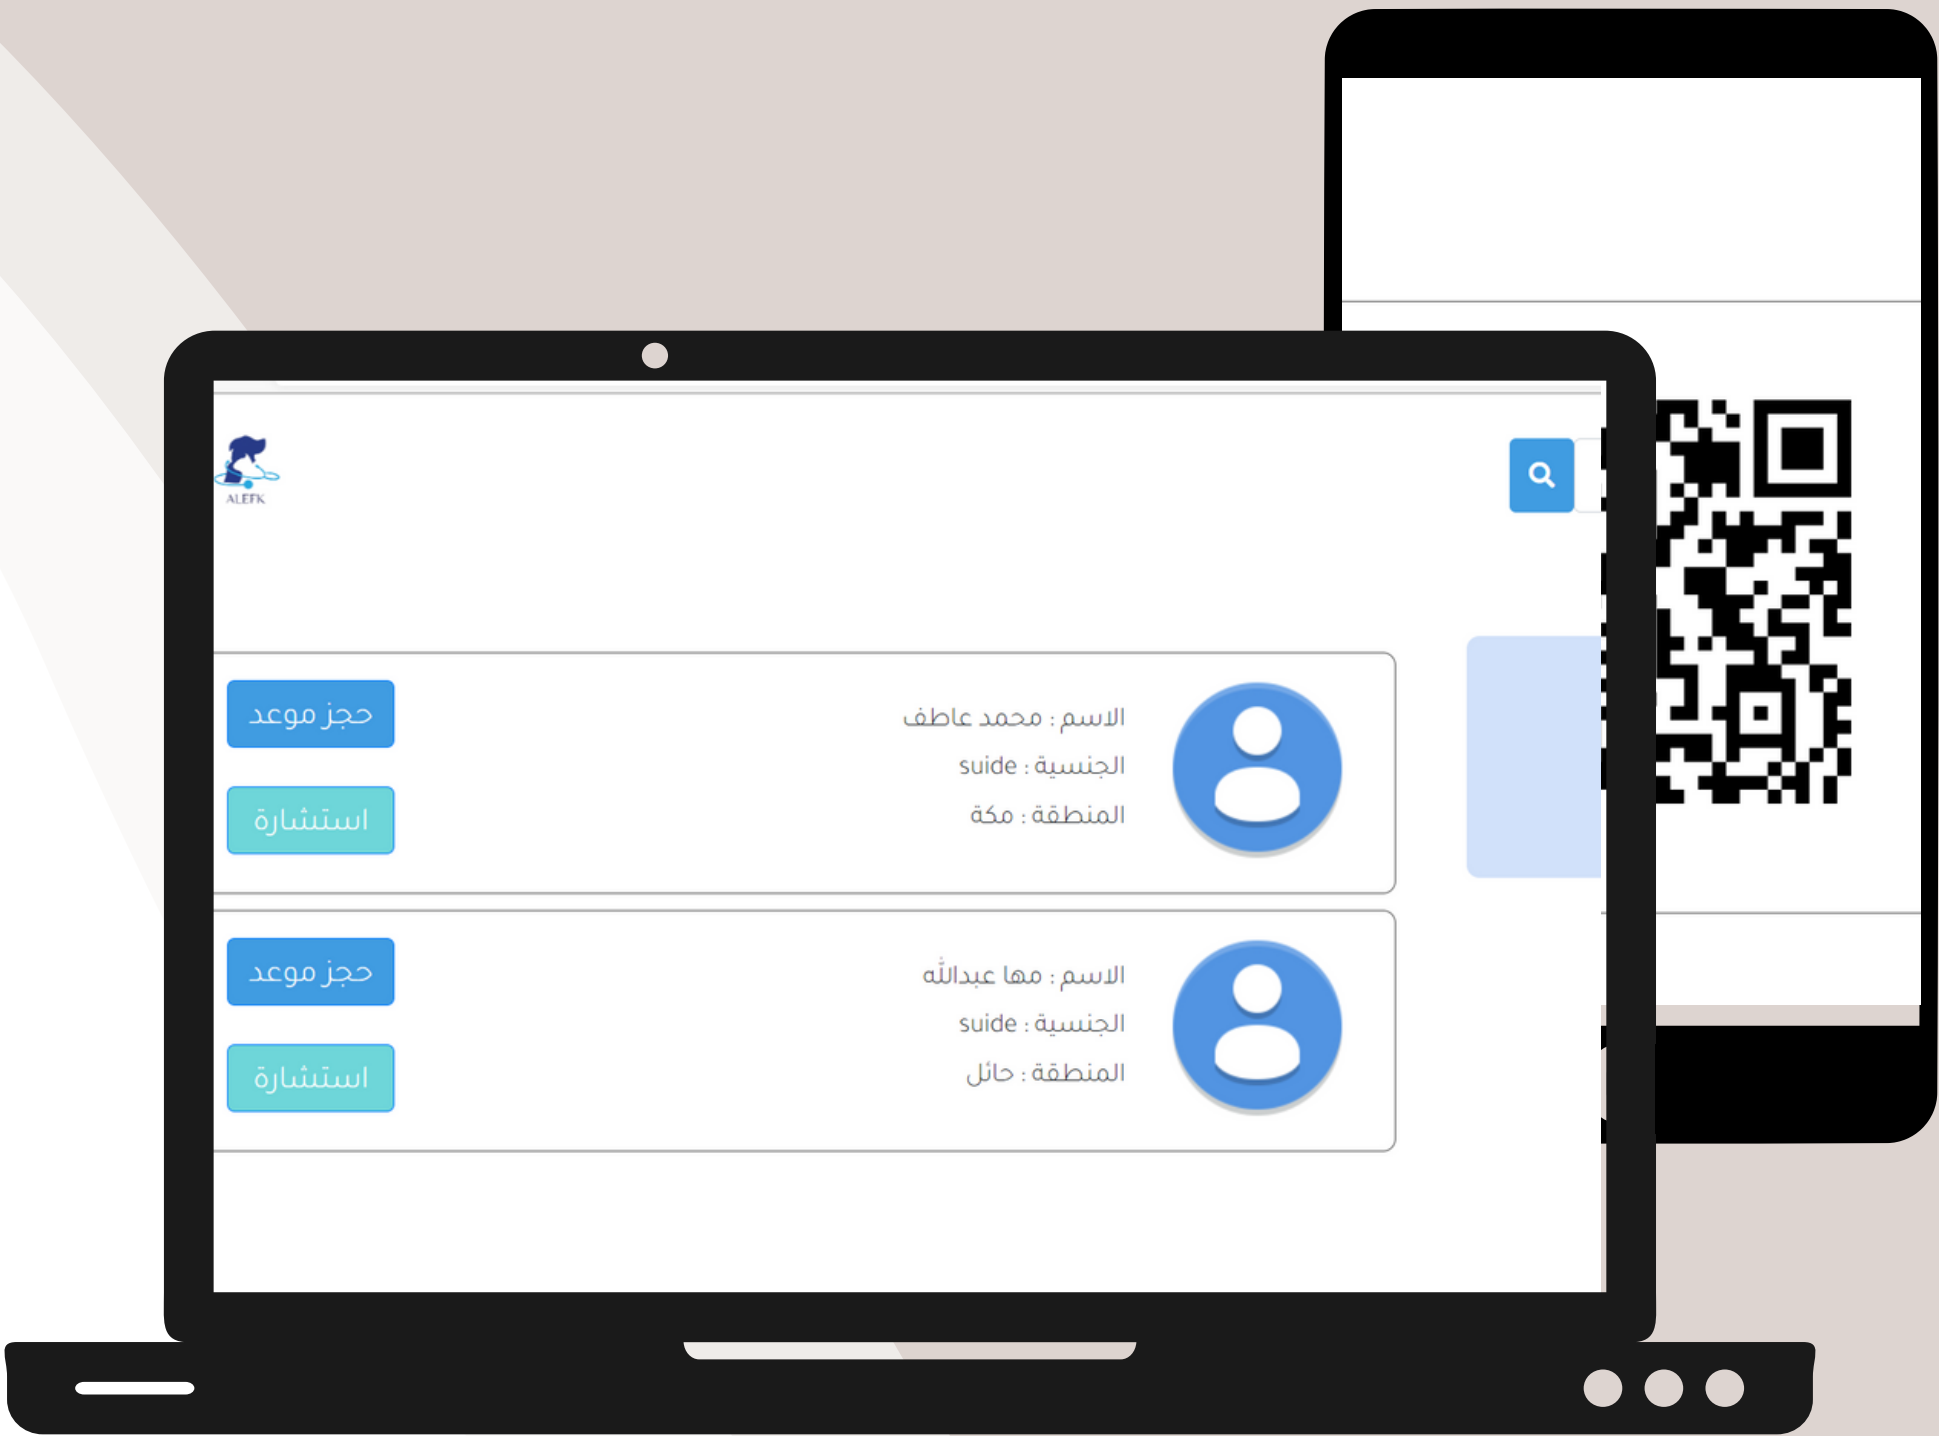 ALEFK
الاسم : محمد عاطف
الجنسية : suide
المنطقة : مكة
حجز موعد
استشارة
الاسم : مها عبدالله
الجنسية : suide
المنطقة : حائل
حجز موعد
استشارة